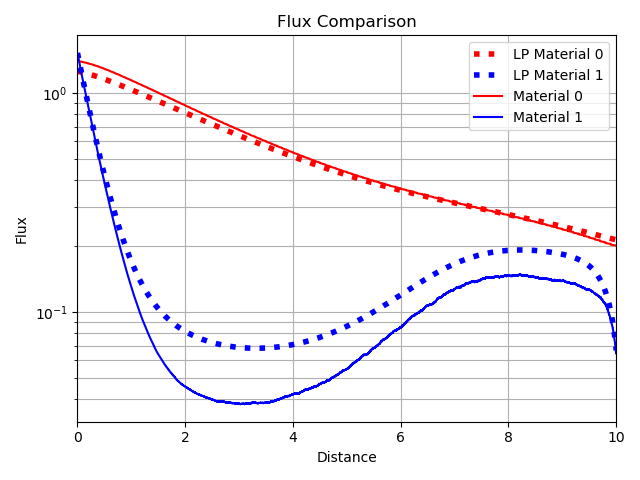 Flux Comparison
LP Material 0
LP Material 1
Material 0
Material 1
Flux
10⁰
10⁻¹
0 2 4 6 8 10
Distance